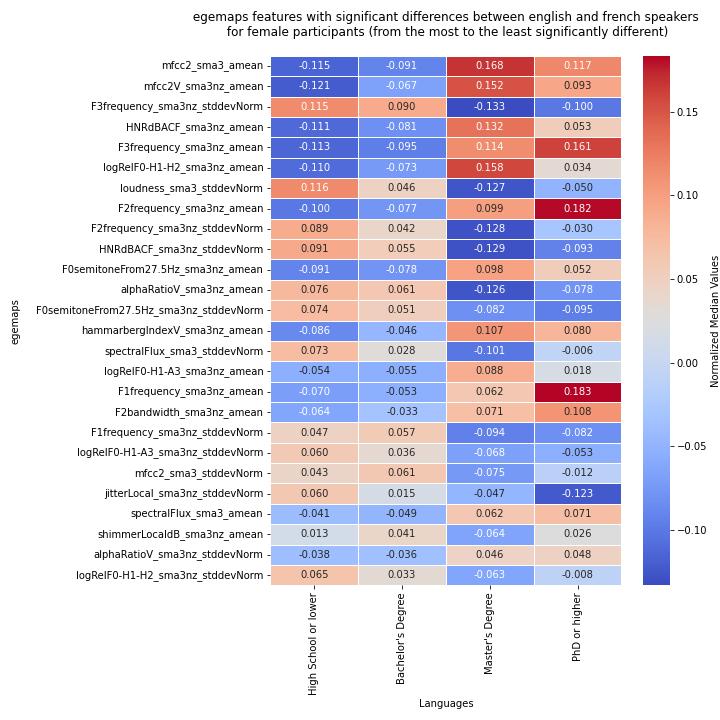 egemaps features with significant differences between english and french speakers
for female participants (from the most to the least significantly different)
mfcc2_sma3_amean -0.115 -0.091 0.168 0.117
mfcc2V_sma3nz_amean -0.121 -0.067 0.152 0.093
F3frequency_sma3nz_stddevNorm 0.115 0.090 -0.133 -0.100
HNRdBACF_sma3nz_amean -0.111 -0.081 0.132 0.053
F3frequency_sma3nz_amean -0.113 -0.095 0.114 0.161
logRelF0-H1-H2_sma3nz_amean -0.110 -0.073 0.158 0.034
loudness_sma3_stddevNorm 0.116 0.046 -0.127 -0.050
F2frequency_sma3nz_amean -0.100 -0.077 0.099 0.182
F2frequency_sma3nz_stddevNorm 0.089 0.042 -0.128 -0.030
HNRdBACF_sma3nz_stddevNorm 0.091 0.055 -0.129 -0.093
F0semitoneFrom27.5Hz_sma3nz_amean -0.091 -0.078 0.098 0.052
alphaRatioV_sma3nz_amean 0.076 0.061 -0.126 -0.078
F0semitoneFrom27.5Hz_sma3nz_stddevNorm 0.074 0.051 -0.082 -0.095
hammarbergIndexV_sma3nz_amean -0.086 -0.046 0.107 0.080
spectralFlux_sma3_stddevNorm 0.073 0.028 -0.101 -0.006
logRelF0-H1-A3_sma3nz_amean -0.054 -0.055 0.088 0.018
F1frequency_sma3nz_amean -0.070 -0.053 0.062 0.183
F2bandwidth_sma3nz_amean -0.064 -0.033 0.071 0.108
F1frequency_sma3nz_stddevNorm 0.047 0.057 -0.094 -0.082
logRelF0-H1-A3_sma3nz_stddevNorm 0.060 0.036 -0.068 -0.053
mfcc2_sma3_stddevNorm 0.043 0.061 -0.075 -0.012
jitterLocal_sma3nz_stddevNorm 0.060 0.015 -0.047 -0.123
spectralFlux_sma3_amean -0.041 -0.049 0.062 0.071
shimmerLocaldB_sma3nz_amean 0.013 0.041 -0.064 0.026
alphaRatioV_sma3nz_stddevNorm -0.038 -0.036 0.046 0.048
logRelF0-H1-H2_sma3nz_stddevNorm 0.065 0.033 -0.063 -0.008
egemaps
High School or lower
Bachelor's Degree
Master's Degree
PhD or higher
Languages
0.15
0.10
0.05
0.00
−0.05
−0.10
Normalized Median Values